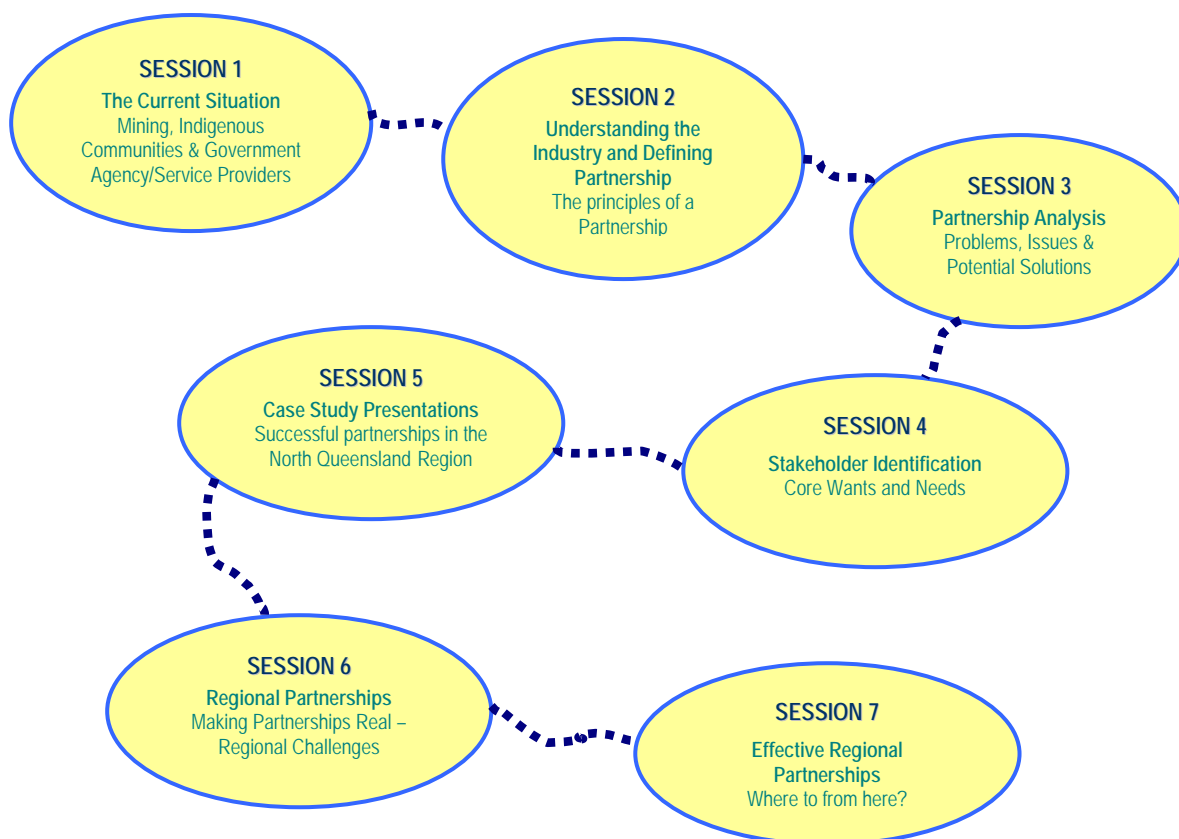 SESSION 1
The Current Situation
Mining, Indigenous
Communities & Government
Agency/Service Providers
SESSION 2
Understanding the
Industry and Defining
Partnership
The principles of a
Partnership
SESSION 3
Partnership Analysis
Problems, Issues &
Potential Solutions
SESSION 4
Stakeholder Identification
Core Wants and Needs
SESSION 5
Case Study Presentations
Successful partnerships in the
North Queensland Region
SESSION 6
Regional Partnerships
Making Partnerships Real –
Regional Challenges
SESSION 7
Effective Regional
Partnerships
Where to from here?